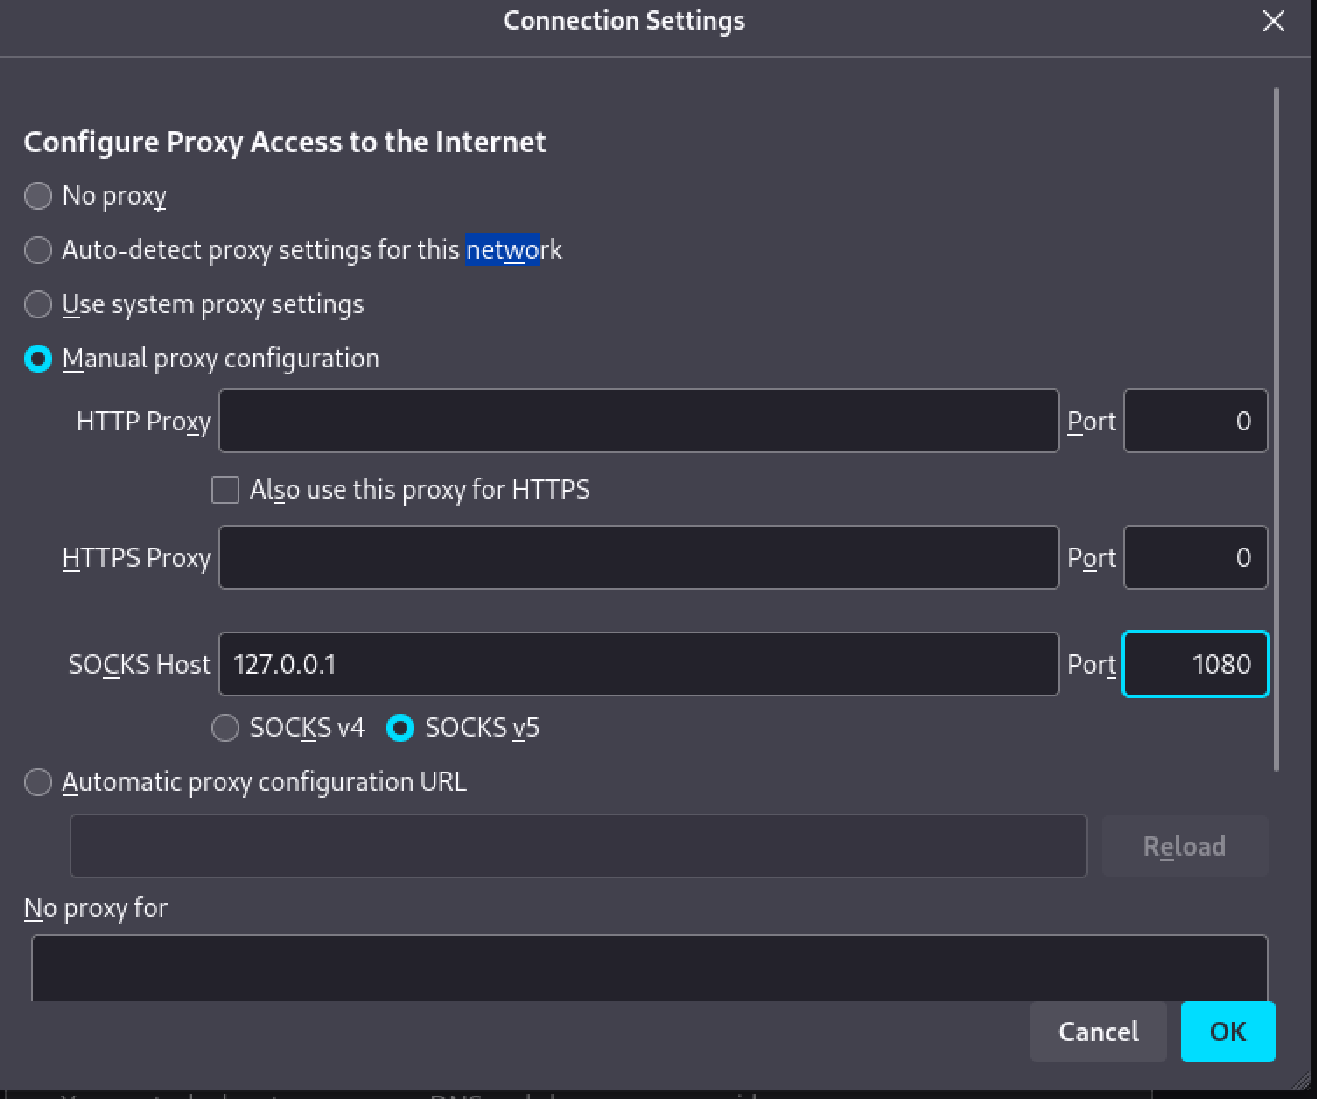 Connection Settings
Configure Proxy Access to the Internet
No proxy
Auto-detect proxy settings for this network
Use system proxy settings
Manual proxy configuration
HTTP Proxy Port 0
Also use this proxy for HTTPS
HTTPS Proxy Port 0
SOCKS Host 127.0.0.1 Port 1080
SOCKS v4 SOCKS v5
Automatic proxy configuration URL
Reload
No proxy for
Cancel OK